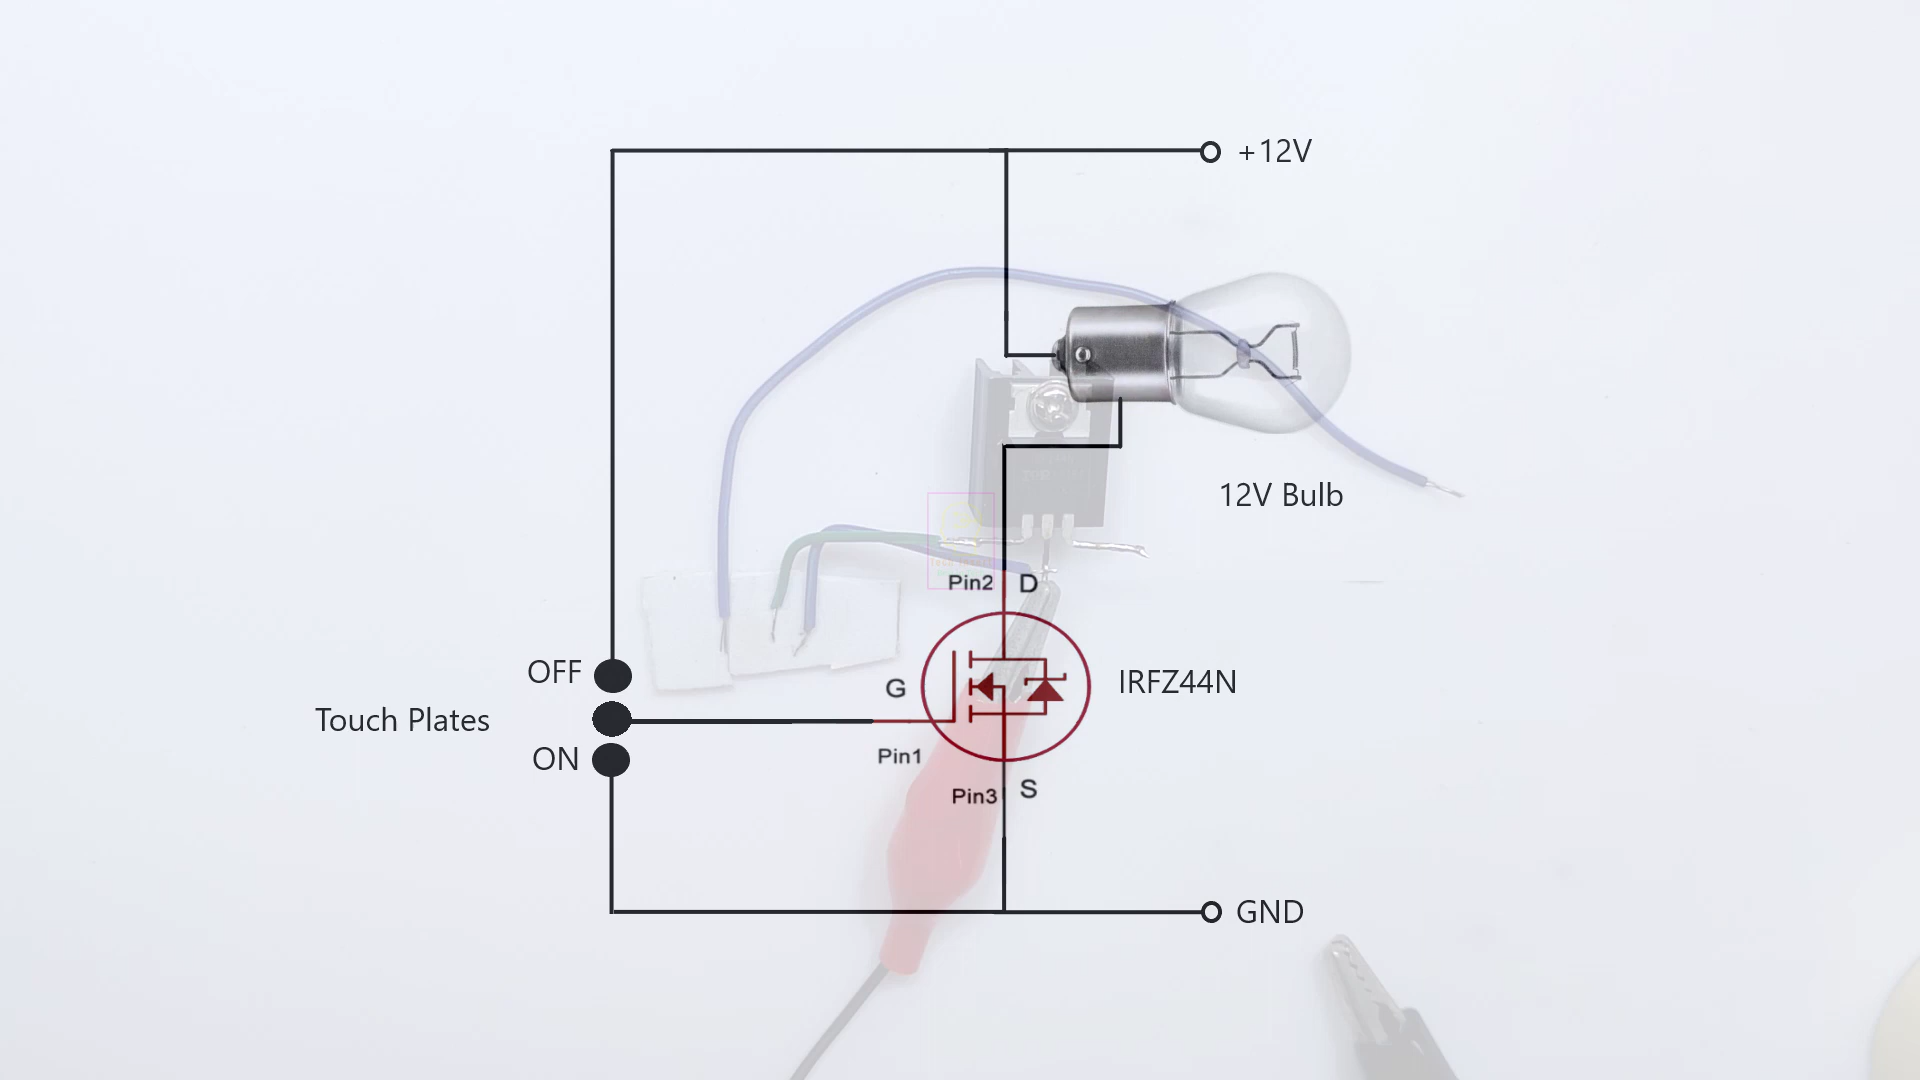 +12V
12V Bulb
Pin2
D
OFF
G
IRFZ44N
Touch Plates
ON
Pin1
Pin3
S
GND